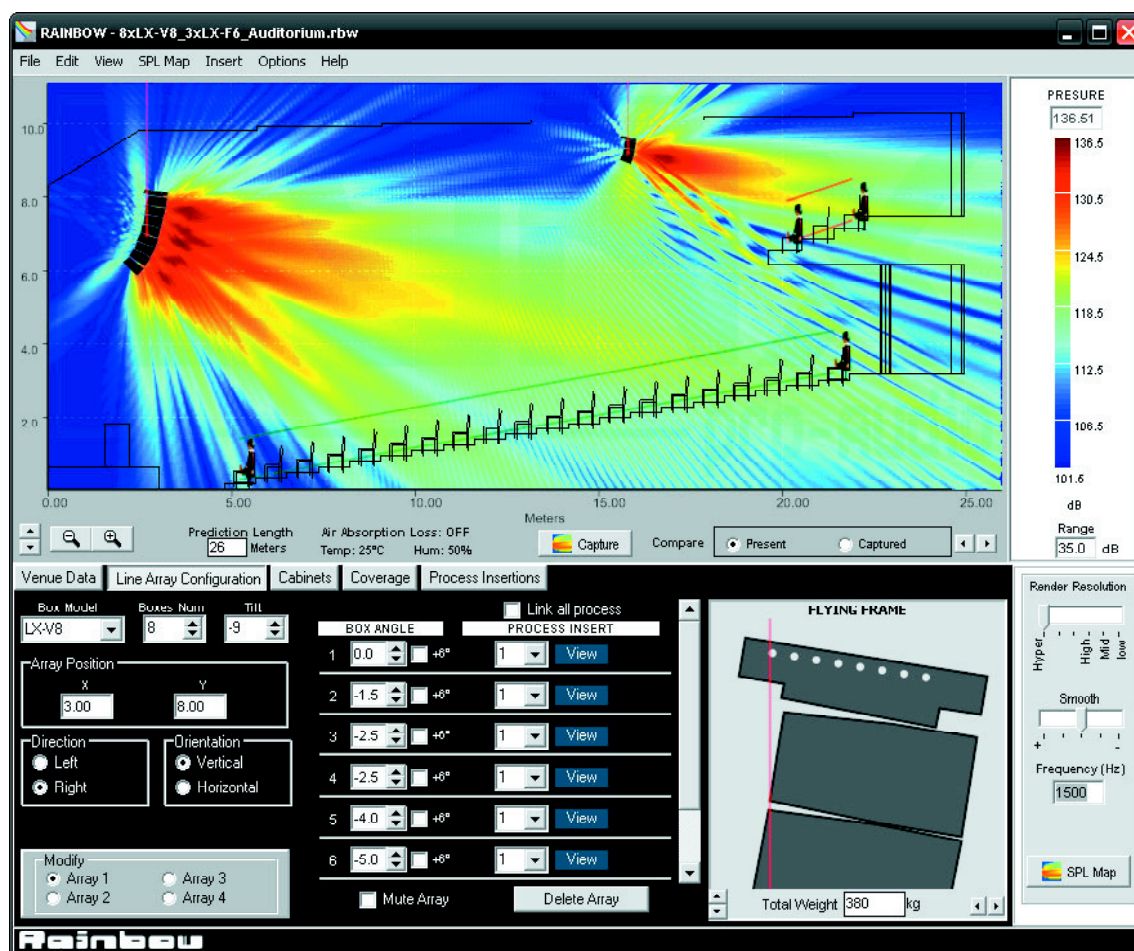 RAINBOW - 8xLX-V8_3xLX-F6_Auditorium.rbw
File Edit View SPL Map Insert Options Help
PRESURE
136.51
136.5
130.5
124.5
118.5
112.5
106.5
101.5
dB
Range
35.0 dB
10.0
8.0
6.0
4.0
2.0
0.00 5.00 10.00 15.00 20.00 25.00
Meters
Prediction Length
26 Meters
Air Absorption Loss: OFF
Temp: 25ºC Hum: 50%
Capture
Compare
Present
Captured
Venue Data Line Array Configuration Cabinets Coverage Process Insertions
Box Model Boxes Num Tilt
LX-V8 8 -9
Array Position
X Y
3.00 8.00
Direction
Left
Right
Orientation
Vertical
Horizontal
Modify
Array 1 Array 3
Array 2 Array 4
Link all process
BOX ANGLE PROCESS INSERT
1 0.0 +6º 1 View
2 -1.5 +6º 1 View
3 -2.5 +6º 1 View
4 -2.5 +6º 1 View
5 -4.0 +6º 1 View
6 -5.0 +6º 1 View
Mute Array Delete Array
FLYING FRAME
Total Weight 380 kg
Render Resolution
Hyper High Mid low
Smooth
+ -
Frequency (Hz)
1500
SPL Map
Rainbow